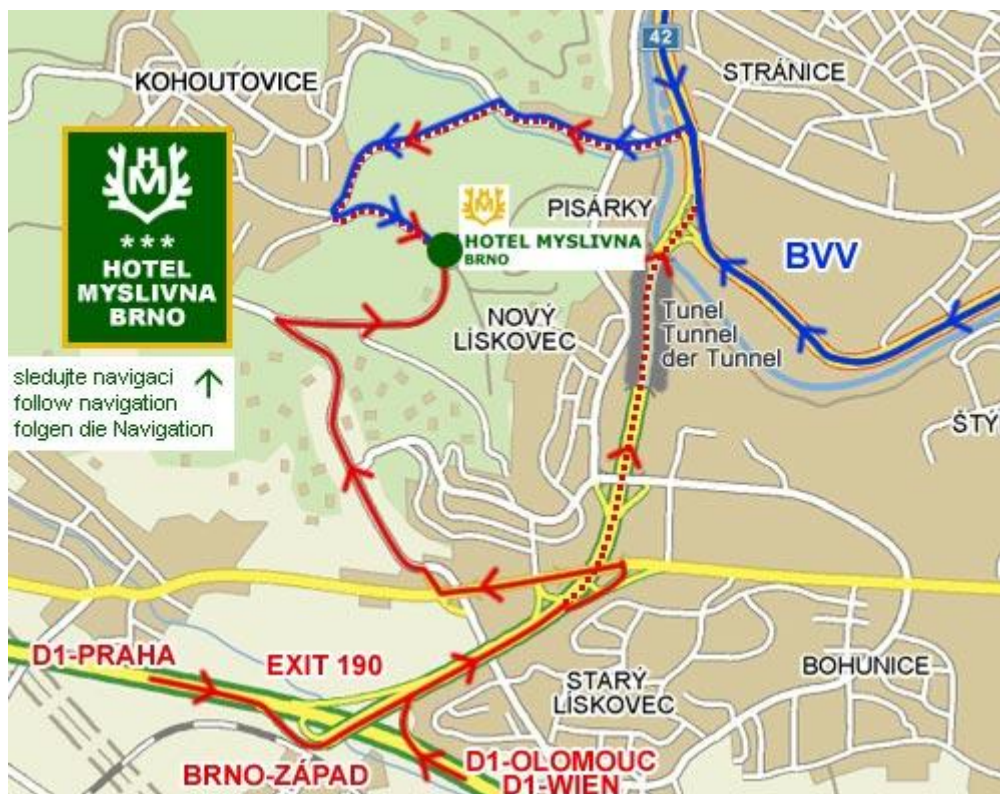 42
STRÁNICE
KOHOUTOVICE
HM
***
HOTEL
MYSLIVNA
BRNO
HM
HOTEL MYSLIVNA
BRNO
PISÁRKY
BVV
NOVÝ
LÍSKOVEC
Tunel
Tunnel
der Tunnel
sledujte navigaci
follow navigation
folgen die Navigation
ŠTÝ
D1-PRAHA
EXIT 190
STARÝ
LÍSKOVEC
BOHUNICE
BRNO-ZÁPAD
D1-OLOMOUC
D1-WIEN